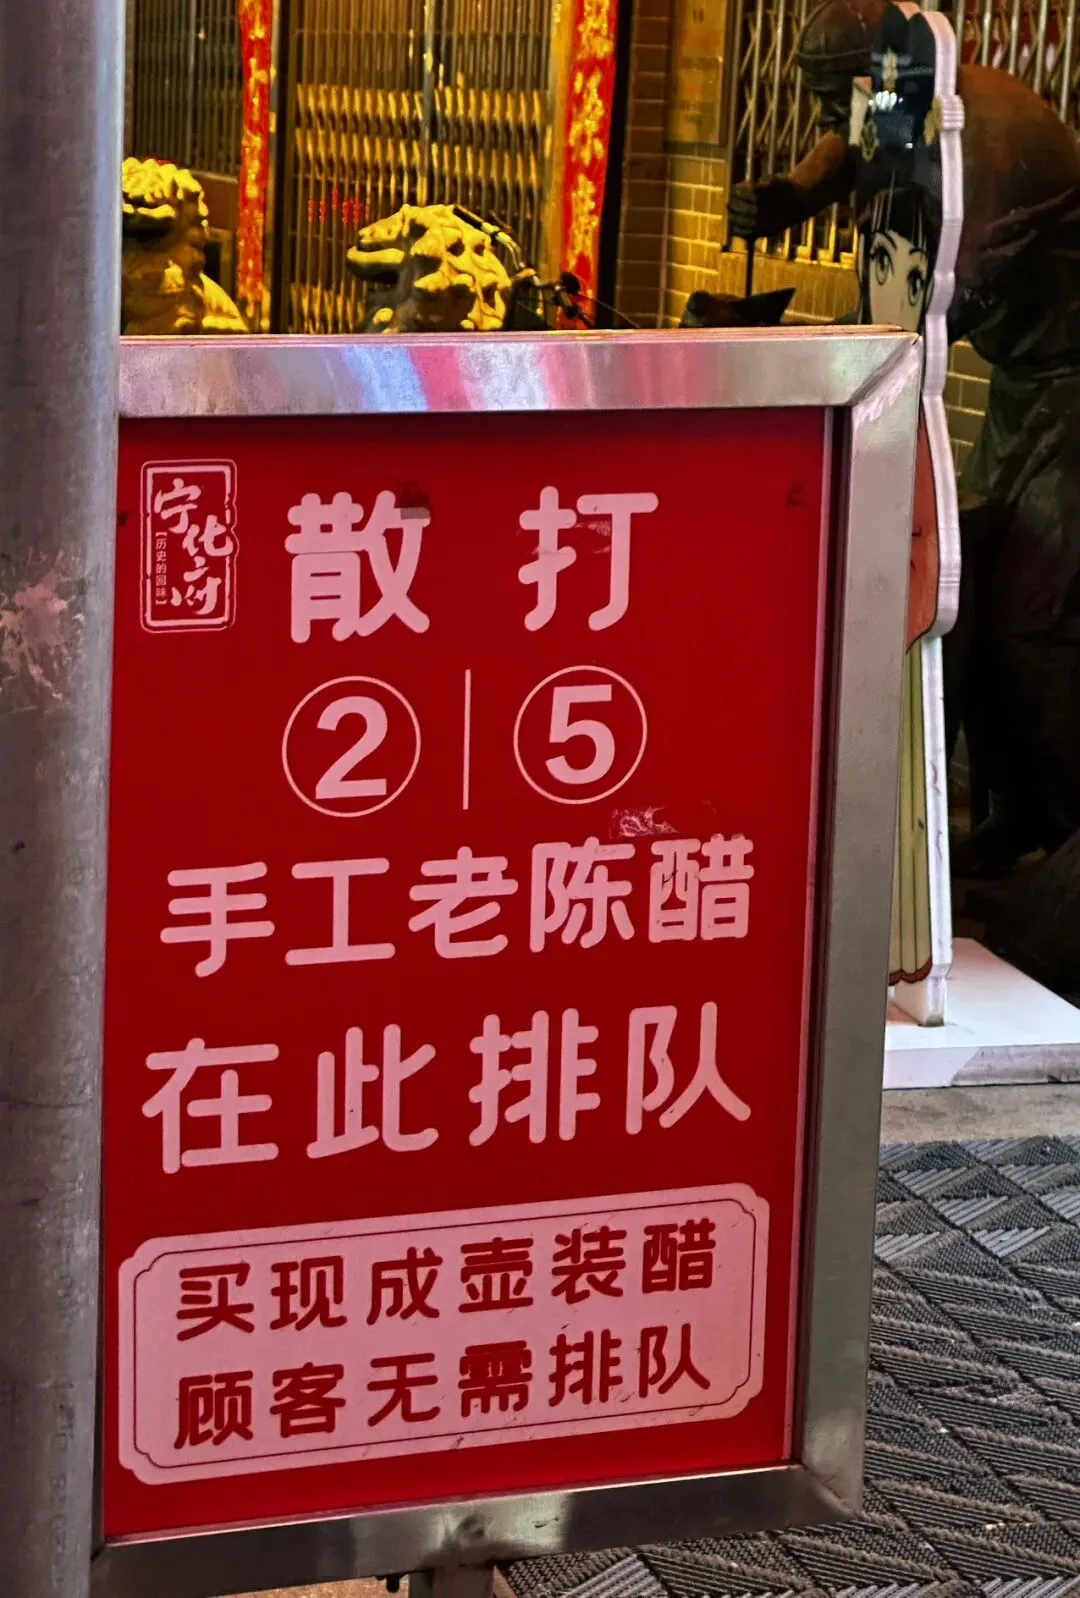 宁化府
【历史的回味】
散 打
② | ⑤
手工老陈醋
在此排队
买现成壶装醋
顾客无需排队